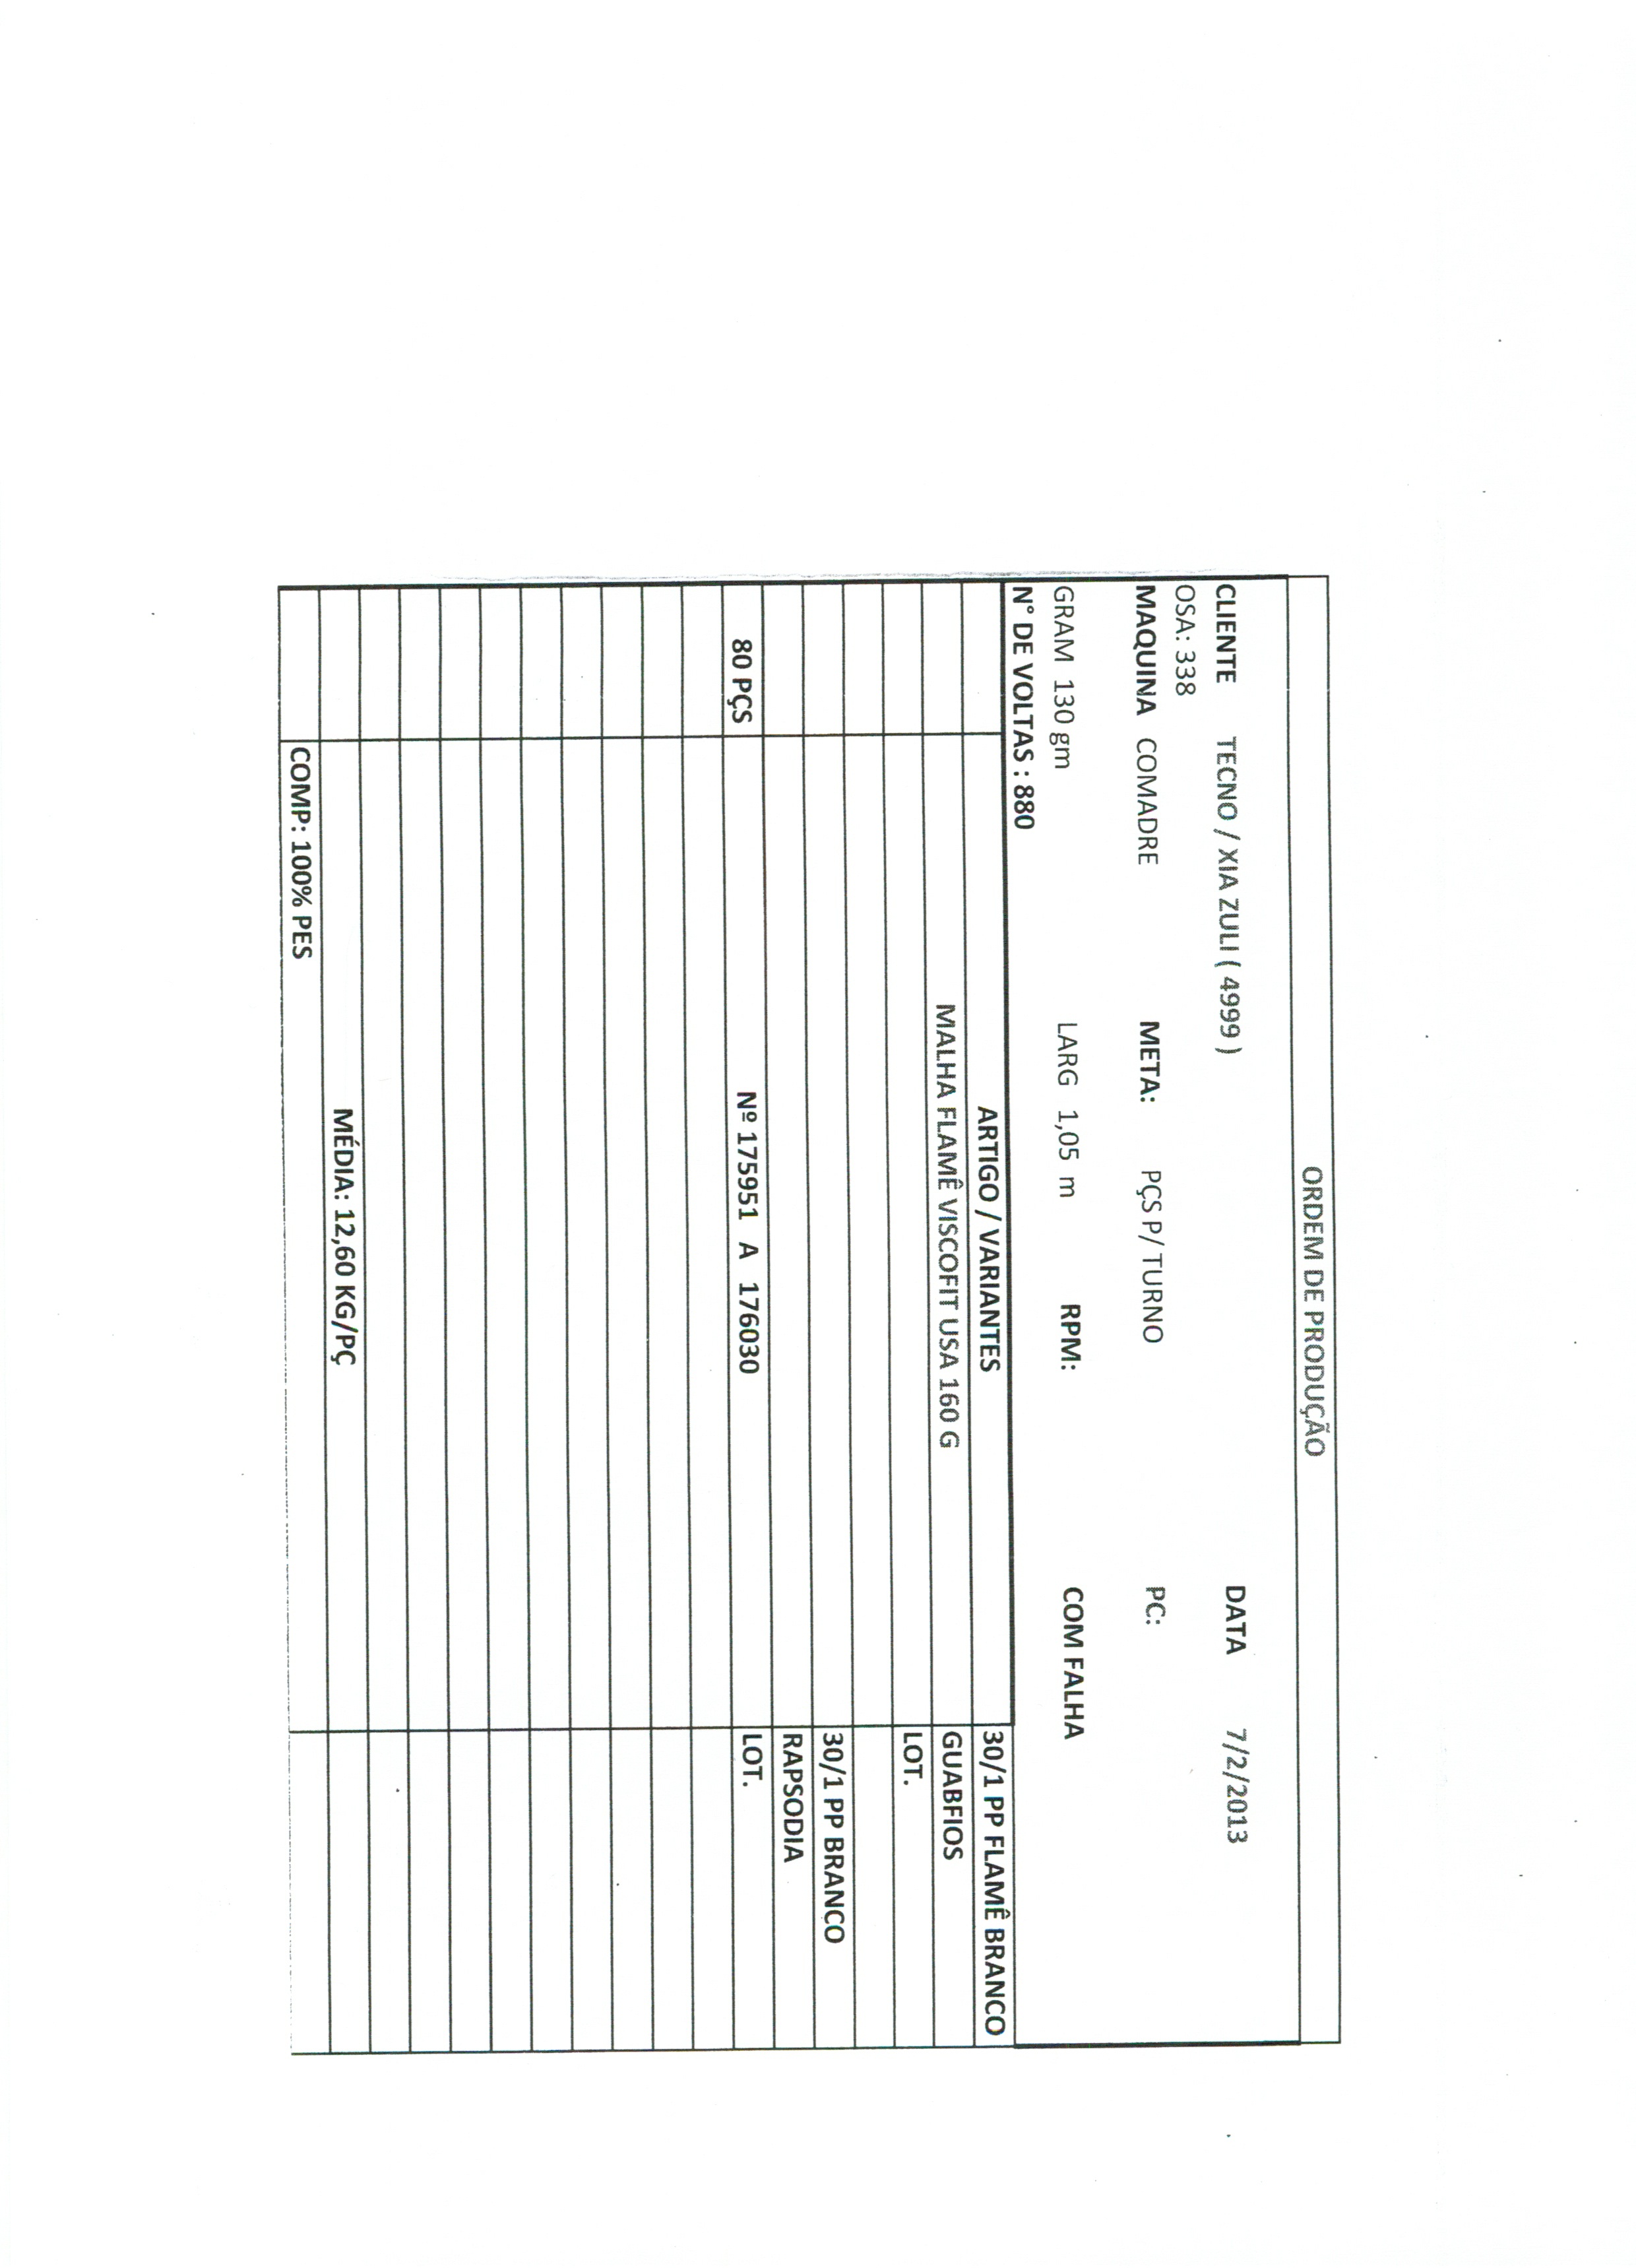 ORDEM DE PRODUÇÃO
CLIENTE TECNO / XIA ZULI ( 4999 ) DATA 7/2/2013
OSA: 338
MAQUINA COMADRE META: PÇS P/ TURNO PC:
GRAM 130 gm LARG 1,05 m RPM: COM FALHA
N° DE VOLTAS : 880
ARTIGO / VARIANTES 30/1 PP FLAMÊ BRANCO
MALHA FLAMÊ VISCOFIT USA 160 G GUABFIOS
LOT.
30/1 PP BRANCO
RAPSODIA
80 PÇS Nº 175951 A 176030 LOT.
MÉDIA: 12,60 KG/PÇ
COMP: 100% PES